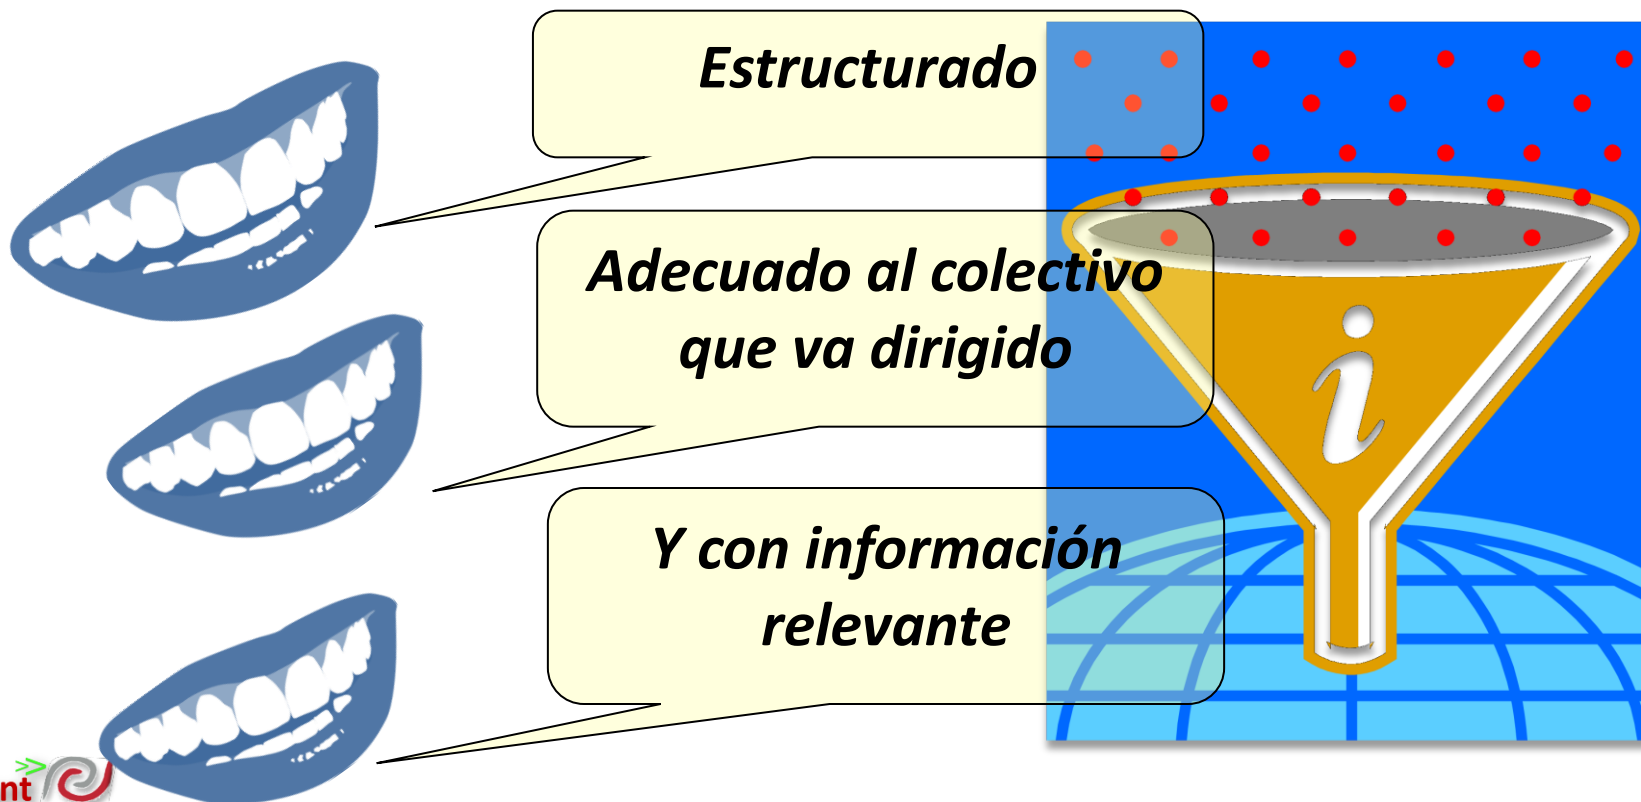 Estructurado
Adecuado al colectivo
que va dirigido
Y con información
relevante
i
nt